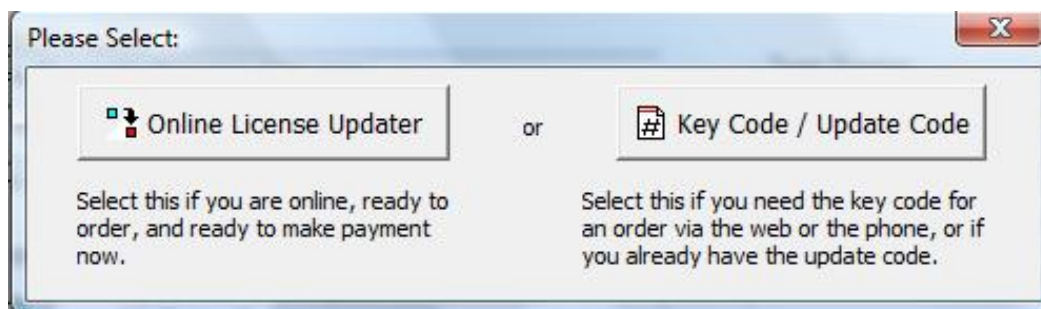 Please Select:
Online License Updater
or
# Key Code / Update Code
Select this if you are online, ready to
order, and ready to make payment
now.
Select this if you need the key code for
an order via the web or the phone, or if
you already have the update code.